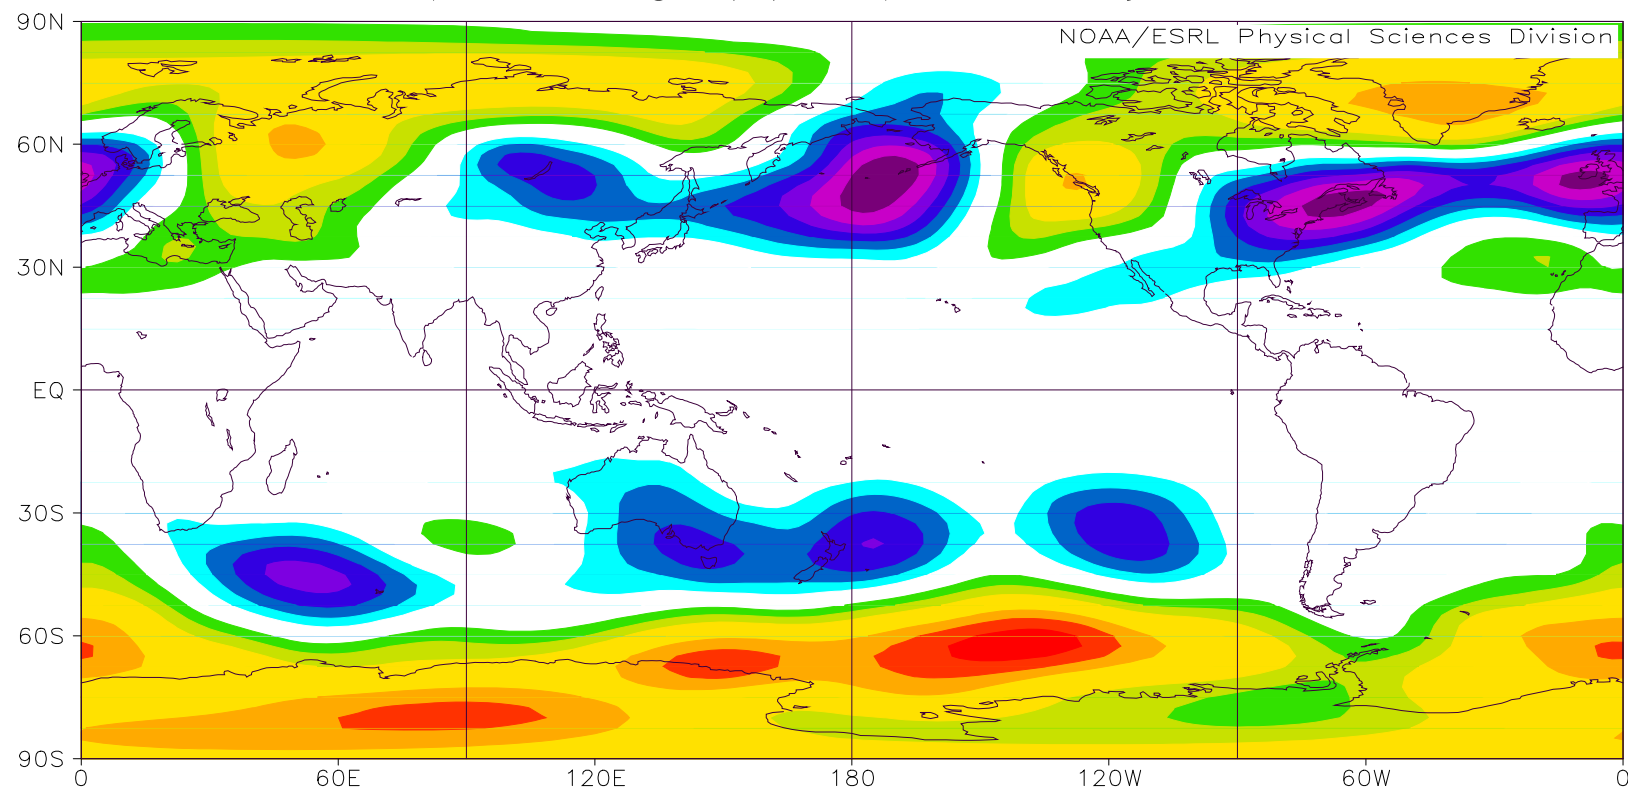 90N
NOAA/ESRL Physical Sciences Division
60N
30N
EQ
30S
60S
90S
0 60E 120E 180 120W 60W 0